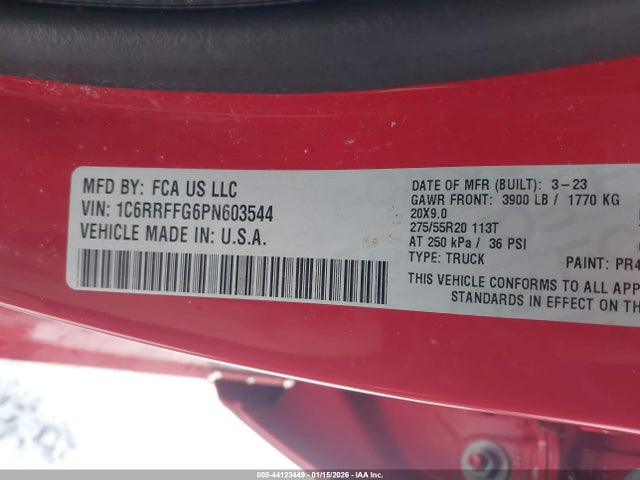 MFD BY: FCA US LLC
VIN: 1C6RRFFG6PN603544
VEHICLE MADE IN: U.S.A.
DATE OF MFR (BUILT): 3-23
GAWR FRONT: 3900 LB / 1770 KG
20X9.0
275/55R20 113T
AT 250 kPa / 36 PSI
TYPE: TRUCK PAINT: PR4
THIS VEHICLE CONFORMS TO ALL APP
STANDARDS IN EFFECT ON THE
000-44123449 - 01/15/2026 - IAA Inc.